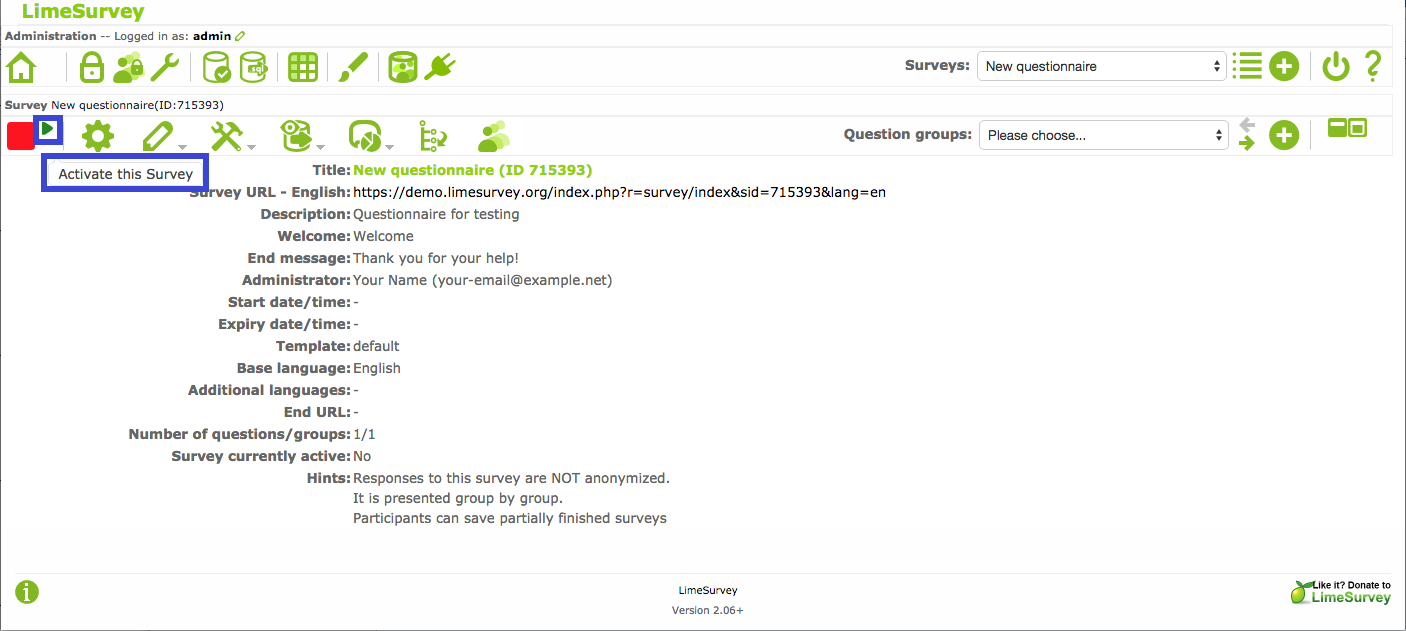 LimeSurvey
Administration -- Logged in as: admin
Surveys: New questionnaire
Survey New questionnaire(ID:715393)
Question groups: Please choose...
Activate this Survey
Title: New questionnaire (ID 715393)
Survey URL - English: https://demo.limesurvey.org/index.php?r=survey/index&sid=715393&lang=en
Description: Questionnaire for testing
Welcome: Welcome
End message: Thank you for your help!
Administrator: Your Name (your-email@example.net)
Start date/time: -
Expiry date/time: -
Template: default
Base language: English
Additional languages: -
End URL: -
Number of questions/groups: 1/1
Survey currently active: No
Hints: Responses to this survey are NOT anonymized.
It is presented group by group.
Participants can save partially finished surveys
LimeSurvey
Version 2.06+
Like it? Donate to
LimeSurvey